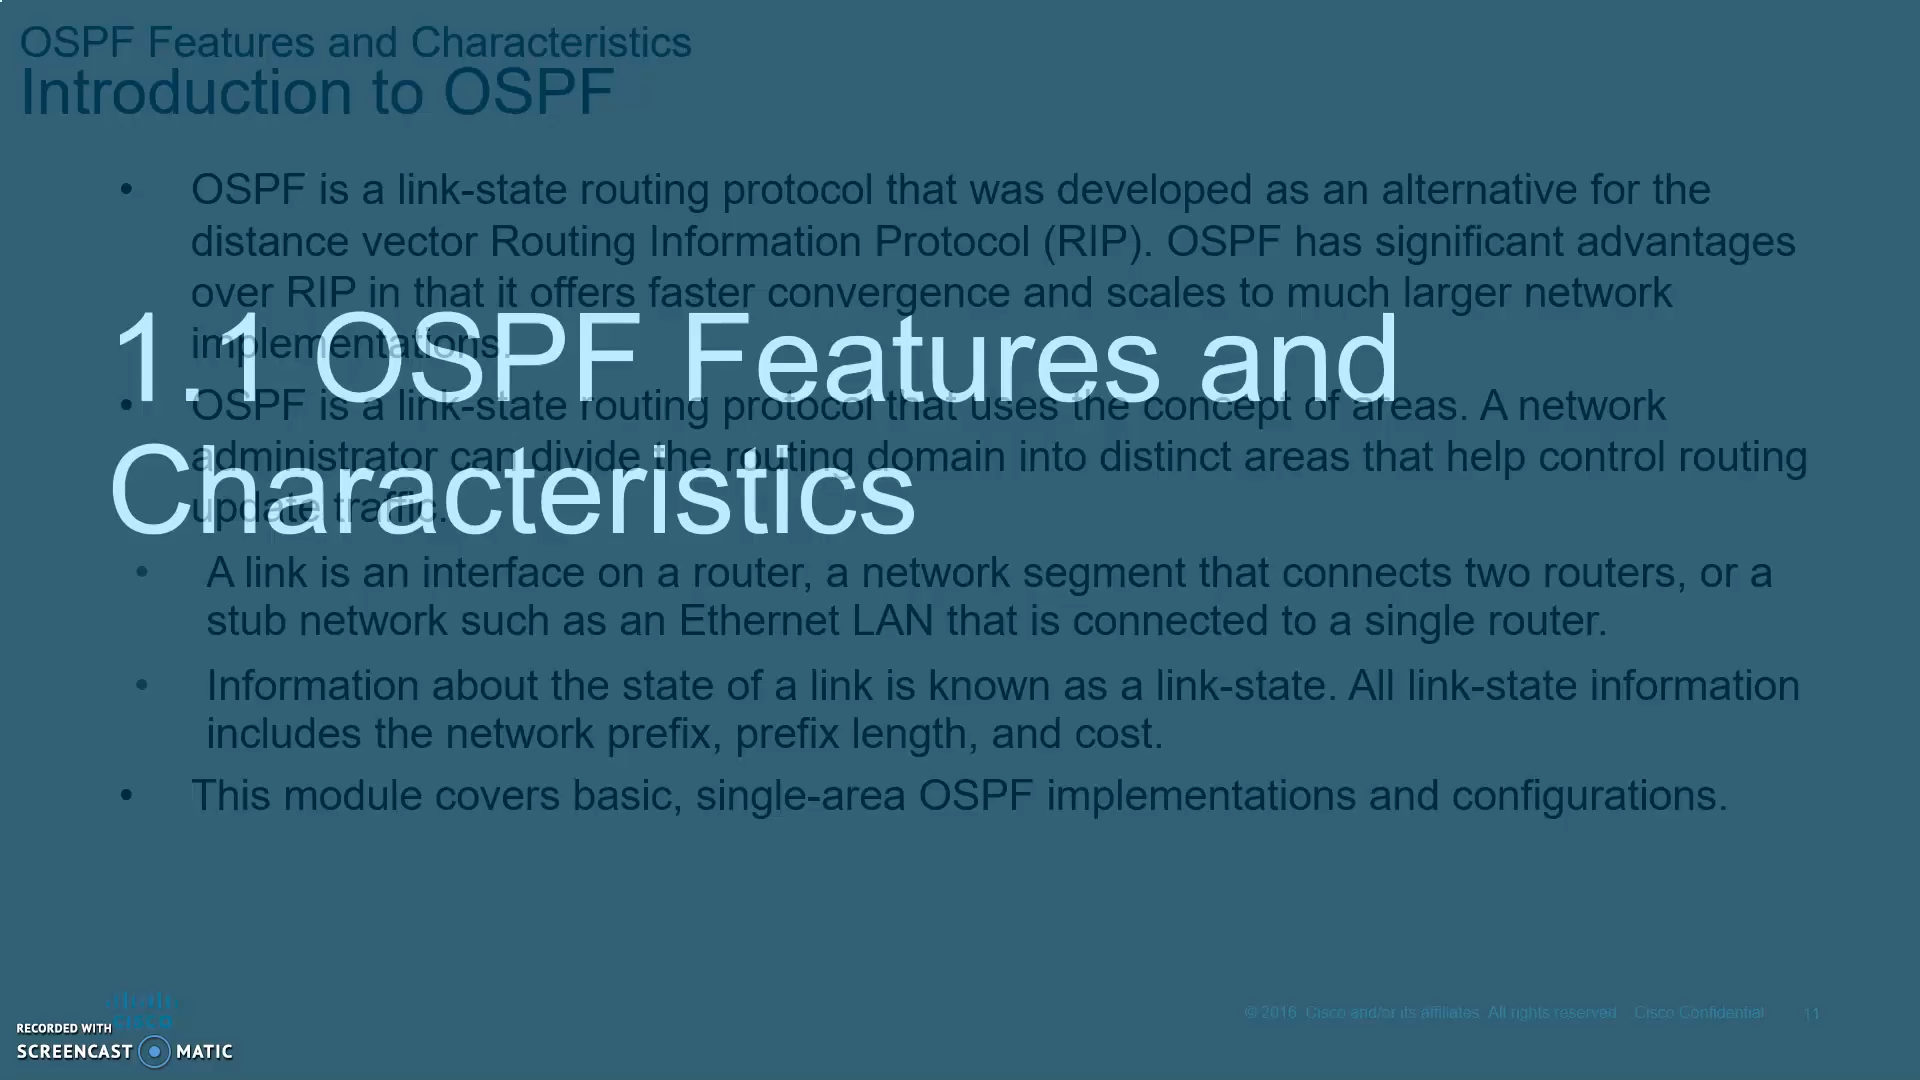 OSPF Features and Characteristics
Introduction to OSPF
• OSPF is a link-state routing protocol that was developed as an alternative for the
distance vector Routing Information Protocol (RIP). OSPF has significant advantages
over RIP in that it offers faster convergence and scales to much larger network
implementations.
1.1 OSPF Features and
Characteristics
• OSPF is a link-state routing protocol that uses the concept of areas. A network
administrator can divide the routing domain into distinct areas that help control routing
update traffic.
• A link is an interface on a router, a network segment that connects two routers, or a
stub network such as an Ethernet LAN that is connected to a single router.
• Information about the state of a link is known as a link-state. All link-state information
includes the network prefix, prefix length, and cost.
• This module covers basic, single-area OSPF implementations and configurations.
CISCO
© 2016 Cisco and/or its affiliates. All rights reserved. Cisco Confidential 11
RECORDED WITH
SCREENCAST MATIC